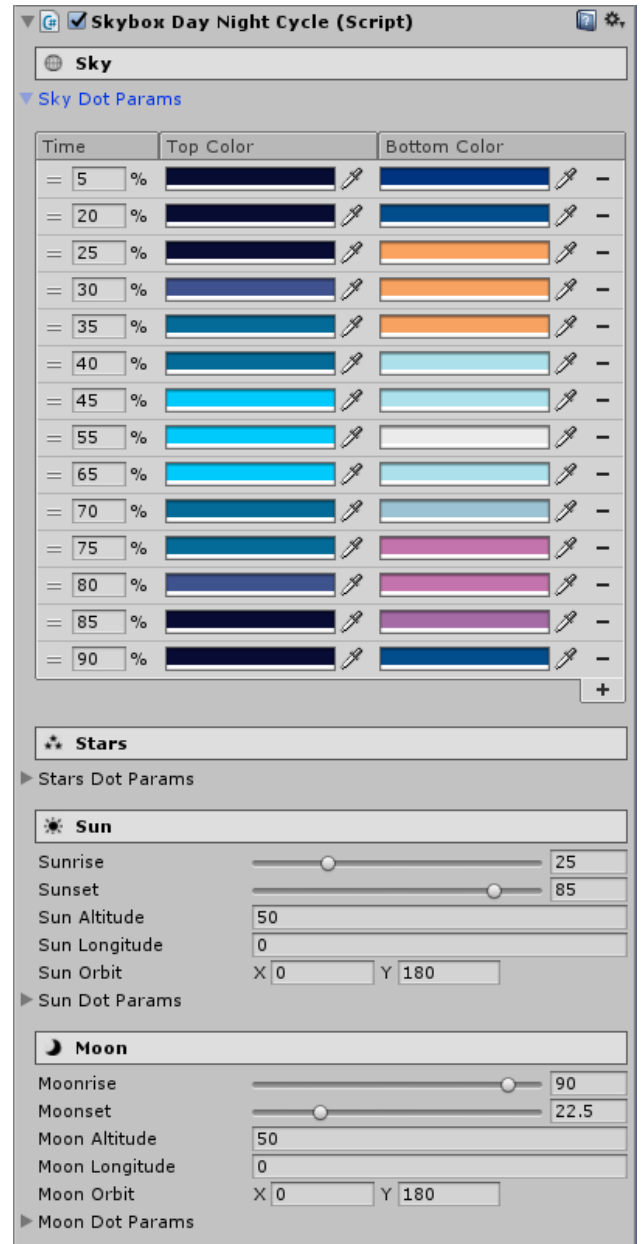 Skybox Day Night Cycle (Script)
Sky
Sky Dot Params
Time Top Color Bottom Color
= 5 % −
= 20 % −
= 25 % −
= 30 % −
= 35 % −
= 40 % −
= 45 % −
= 55 % −
= 65 % −
= 70 % −
= 75 % −
= 80 % −
= 85 % −
= 90 % −
+
Stars
Stars Dot Params
Sun
Sunrise 25
Sunset 85
Sun Altitude 50
Sun Longitude 0
Sun Orbit X 0 Y 180
Sun Dot Params
Moon
Moonrise 90
Moonset 22.5
Moon Altitude 50
Moon Longitude 0
Moon Orbit X 0 Y 180
Moon Dot Params